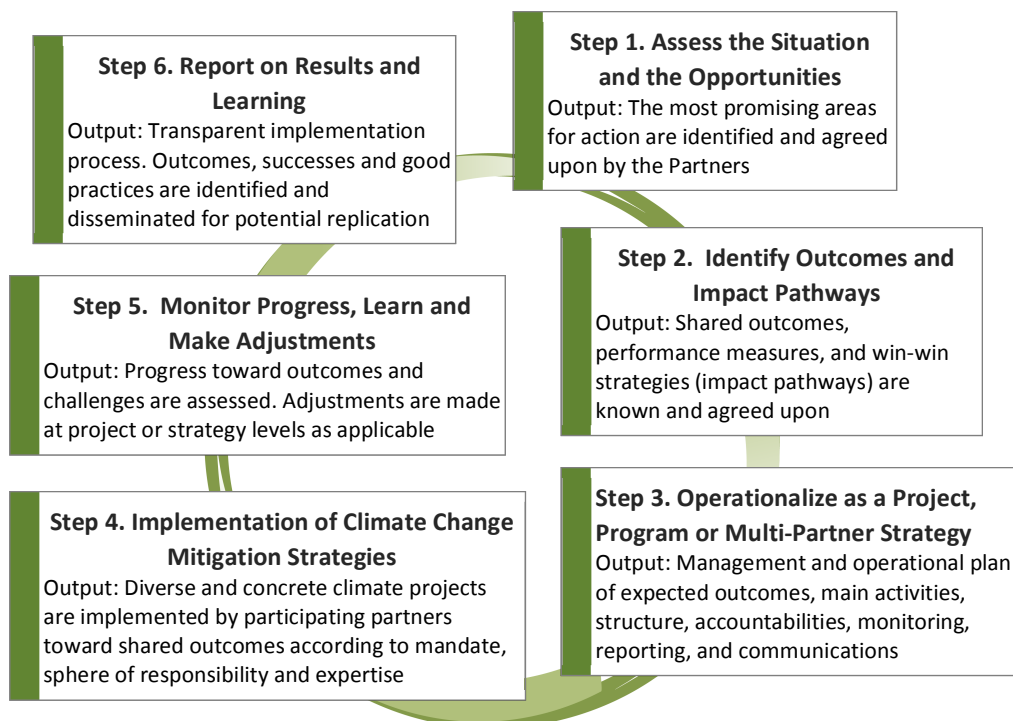 Step 1. Assess the Situation
and the Opportunities
Output: The most promising areas
for action are identified and agreed
upon by the Partners
Step 2.  Identify Outcomes and
Impact Pathways
Output: Shared outcomes,
performance measures, and win-win
strategies (impact pathways) are
known and agreed upon
Step 3. Operationalize as a Project,
Program or Multi-Partner Strategy
Output: Management and operational plan
of expected outcomes, main activities,
structure, accountabilities, monitoring,
reporting, and communications
Step 4. Implementation of Climate Change
Mitigation Strategies
Output: Diverse and concrete climate projects
are implemented by participating partners
toward shared outcomes according to mandate,
sphere of responsibility and expertise
Step 5.  Monitor Progress, Learn and
Make Adjustments
Output: Progress toward outcomes and
challenges are assessed. Adjustments are made
at project or strategy levels as applicable
Step 6. Report on Results and
Learning
Output: Transparent implementation
process. Outcomes, successes and good
practices are identified and
disseminated for potential replication